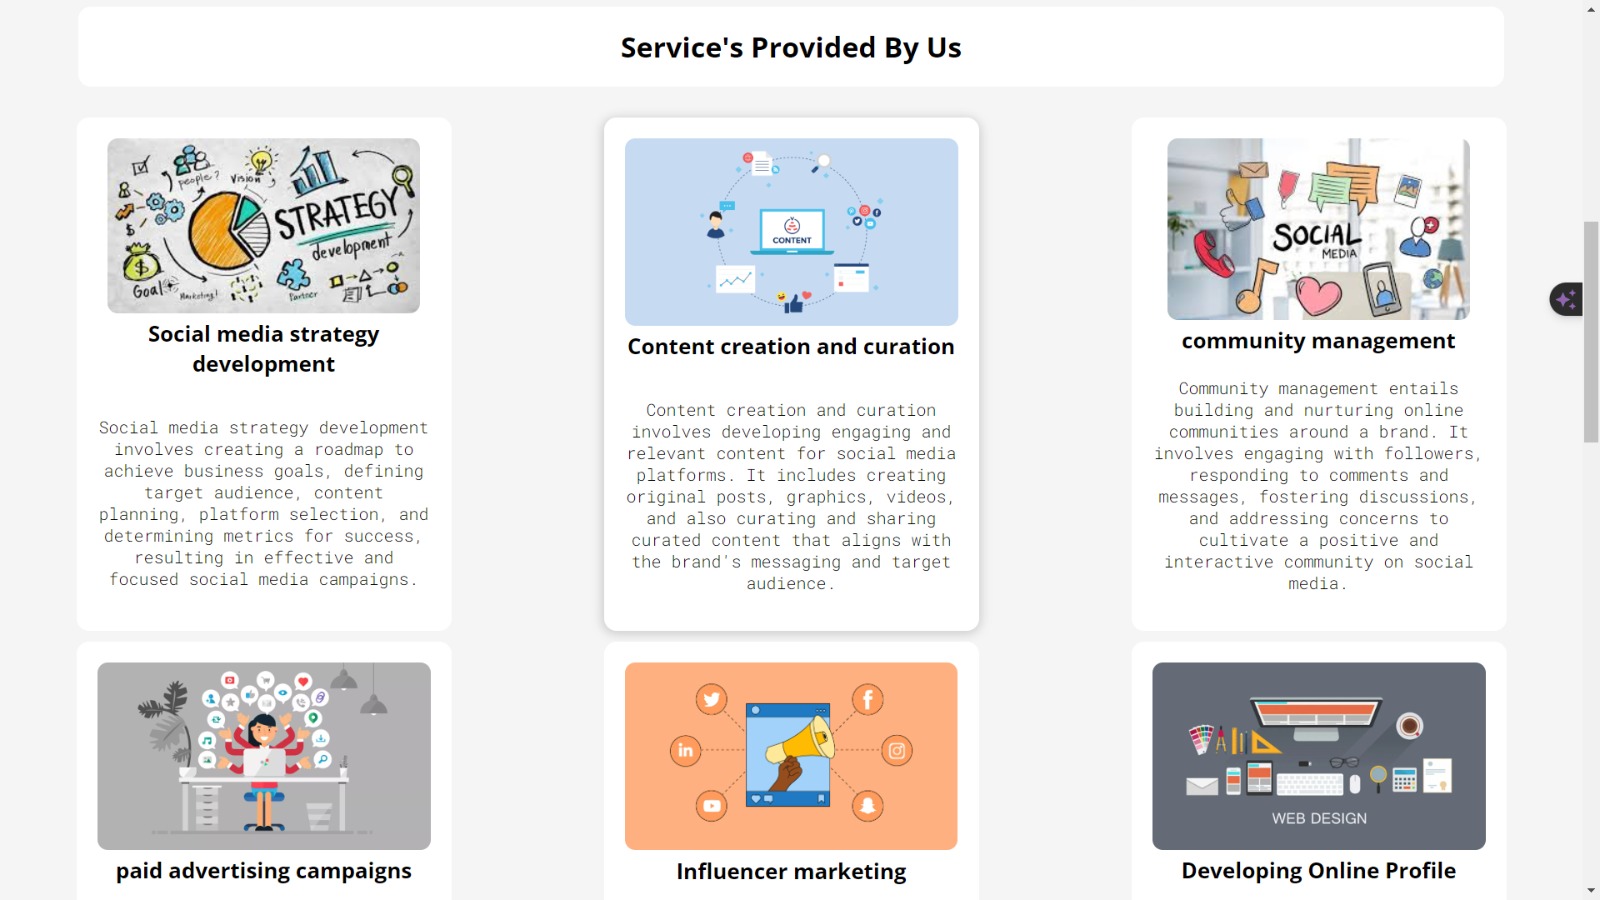 Service's Provided By Us
people?
Vision
STRATEGY
development
Goal
Marketing!
Partner
Social media strategy
development
Social media strategy development
involves creating a roadmap to
achieve business goals, defining
target audience, content
planning, platform selection, and
determining metrics for success,
resulting in effective and
focused social media campaigns.
CONTENT
Content creation and curation
Content creation and curation
involves developing engaging and
relevant content for social media
platforms. It includes creating
original posts, graphics, videos,
and also curating and sharing
curated content that aligns with
the brand's messaging and target
audience.
SOCIAL
MEDIA
community management
Community management entails
building and nurturing online
communities around a brand. It
involves engaging with followers,
responding to comments and
messages, fostering discussions,
and addressing concerns to
cultivate a positive and
interactive community on social
media.
paid advertising campaigns
in
Influencer marketing
WEB DESIGN
Developing Online Profile